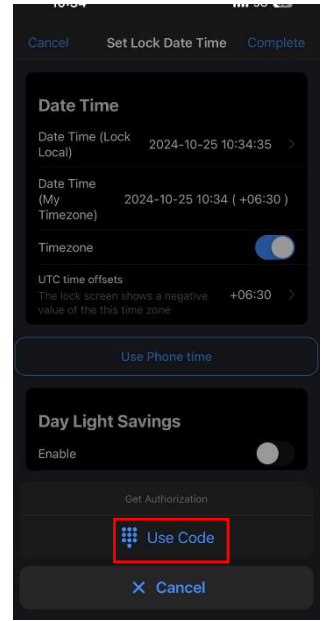 Cancel Set Lock Date Time Complete
Date Time
Date Time (Lock Local) 2024-10-25 10:34:35
Date Time (My Timezone) 2024-10-25 10:34 ( +06:30 )
Timezone
UTC time offsets
The lock screen shows a negative value of the this time zone +06:30
Use Phone time
Day Light Savings
Enable
Get Authorization
Use Code
Cancel